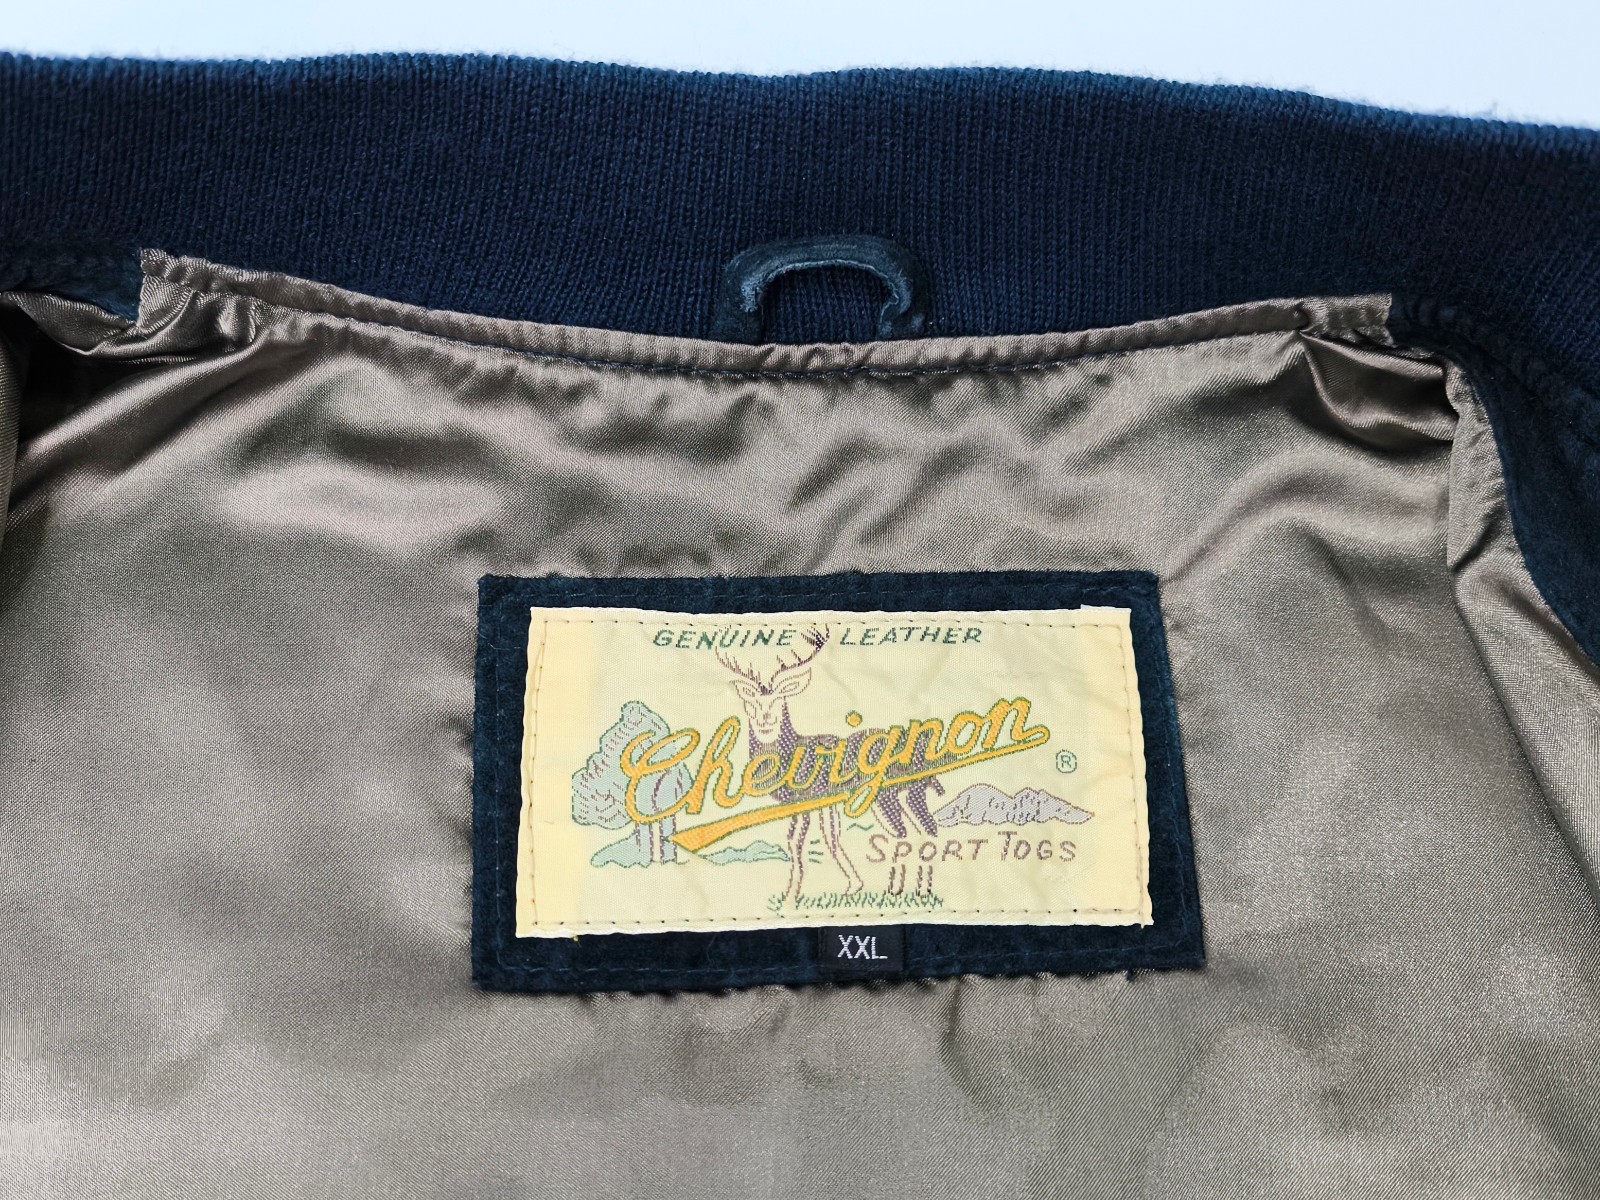 GENUINE LEATHER
Chevignon ®
SPORT TOGS
XXL